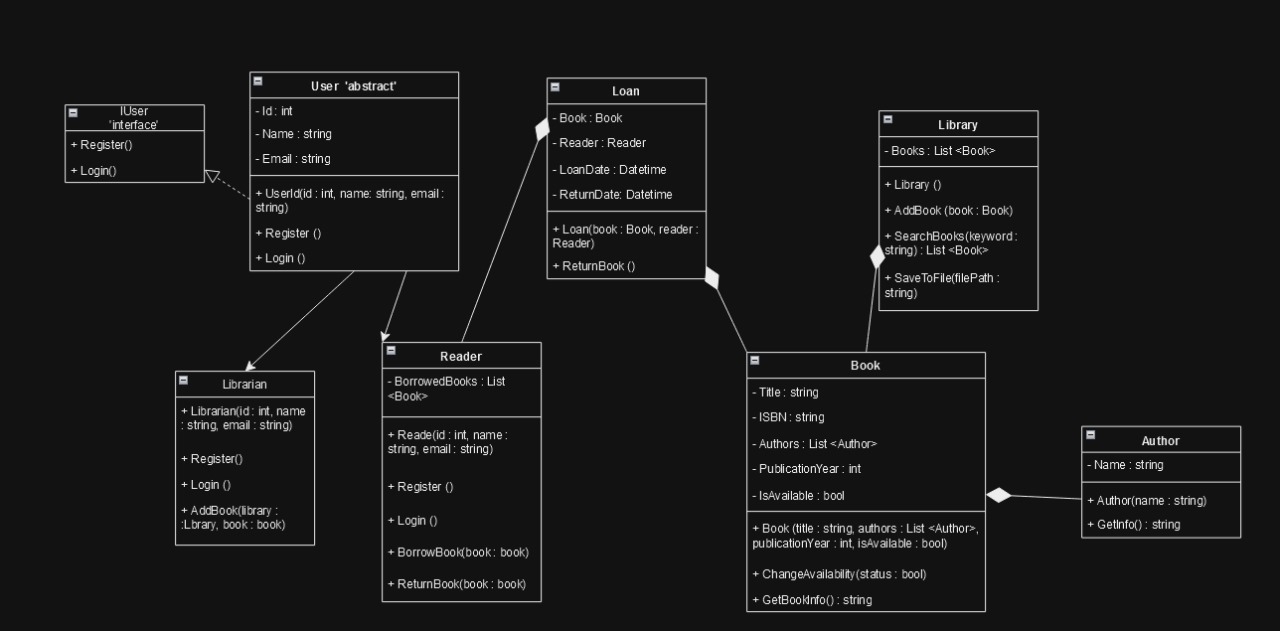 IUser
'interface'
+ Register()
+ Login()
User 'abstract'
- Id : int
- Name : string
- Email : string
+ UserId(id : int, name: string, email :
string)
+ Register ()
+ Login ()
Loan
- Book : Book
- Reader : Reader
- LoanDate : Datetime
- ReturnDate: Datetime
+ Loan(book : Book, reader :
Reader)
+ ReturnBook ()
Library
- Books : List <Book>
+ Library ()
+ AddBook (book : Book)
+ SearchBooks(keyword :
string) : List <Book>
+ SaveToFile(filePath :
string)
Librarian
+ Librarian(id : int, name
: string, email : string)
+ Register()
+ Login ()
+ AddBook(library :
:Lbrary, book : book)
Reader
- BorrowedBooks : List
<Book>
+ Reade(id : int, name :
string, email : string)
+ Register ()
+ Login ()
+ BorrowBook(book : book)
+ ReturnBook(book : book)
Book
- Title : string
- ISBN : string
- Authors : List <Author>
- PublicationYear : int
- IsAvailable : bool
+ Book (title : string, authors : List <Author>,
publicationYear : int, isAvailable : bool)
+ ChangeAvailability(status : bool)
+ GetBookInfo() : string
Author
- Name : string
+ Author(name : string)
+ GetInfo() : string